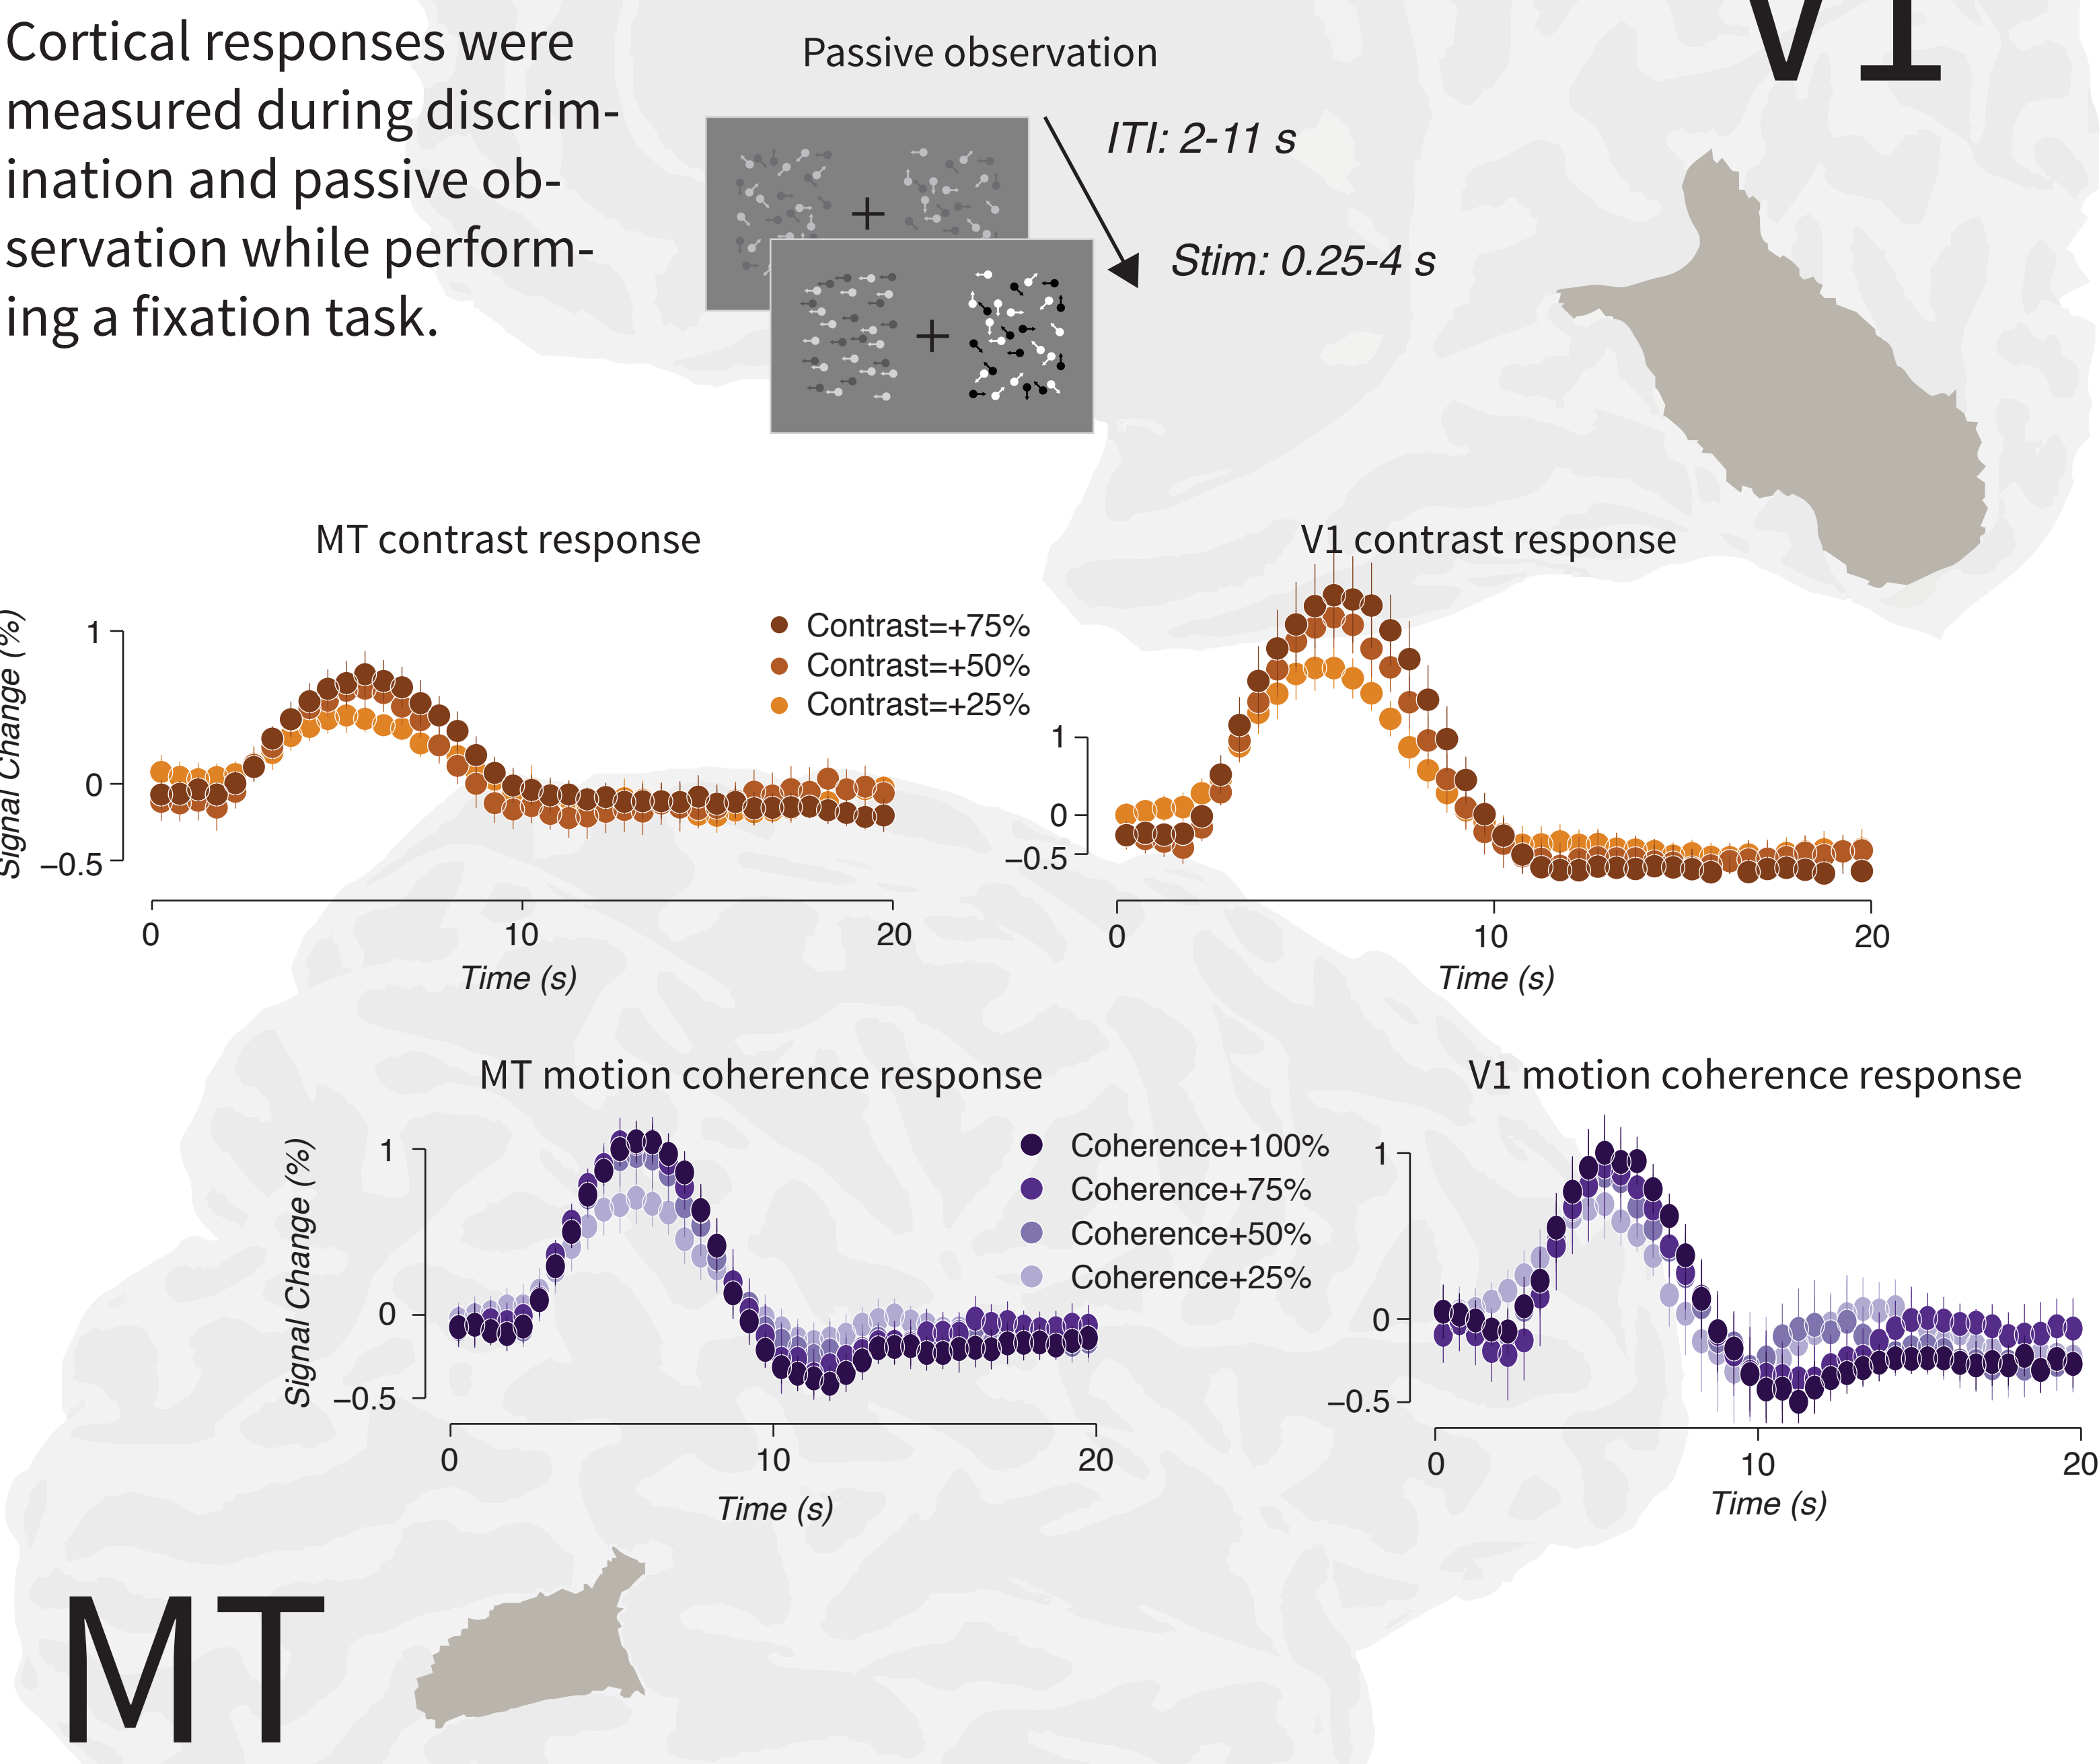 Cortical responses were
measured during discrim-
ination and passive ob-
servation while perform-
ing a fixation task.
Passive observation
ITI: 2-11 s
Stim: 0.25-4 s
V1
MT contrast response
Signal Change (%)
1
0
−0.5
0
10
20
Time (s)
Contrast=+75%
Contrast=+50%
Contrast=+25%
V1 contrast response
1
0
−0.5
0
10
20
Time (s)
MT motion coherence response
Signal Change (%)
1
0
−0.5
0
10
20
Time (s)
Coherence+100%
Coherence+75%
Coherence+50%
Coherence+25%
V1 motion coherence response
1
0
−0.5
0
10
20
Time (s)
MT